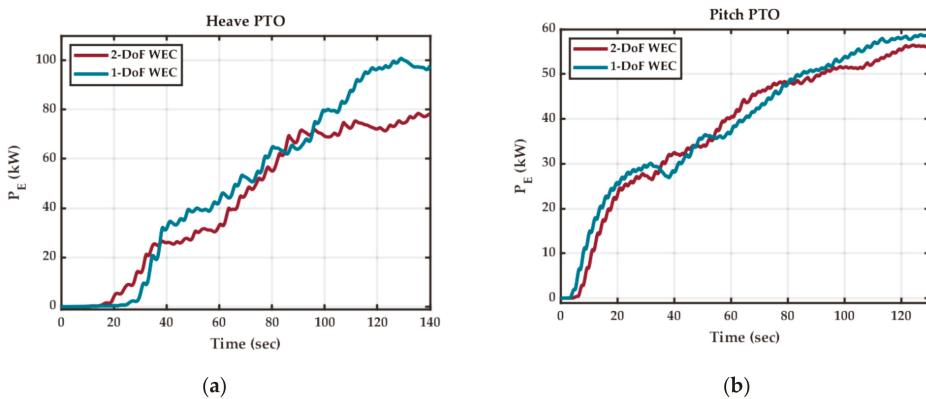 Heave PTO
2-DoF WEC
1-DoF WEC
100
80
60
40
20
0
P_E (kW)
0 20 40 60 80 100 120 140
Time (sec)
(a)
Pitch PTO
2-DoF WEC
1-DoF WEC
60
50
40
30
20
10
0
P_E (kW)
0 20 40 60 80 100 120
Time (sec)
(b)